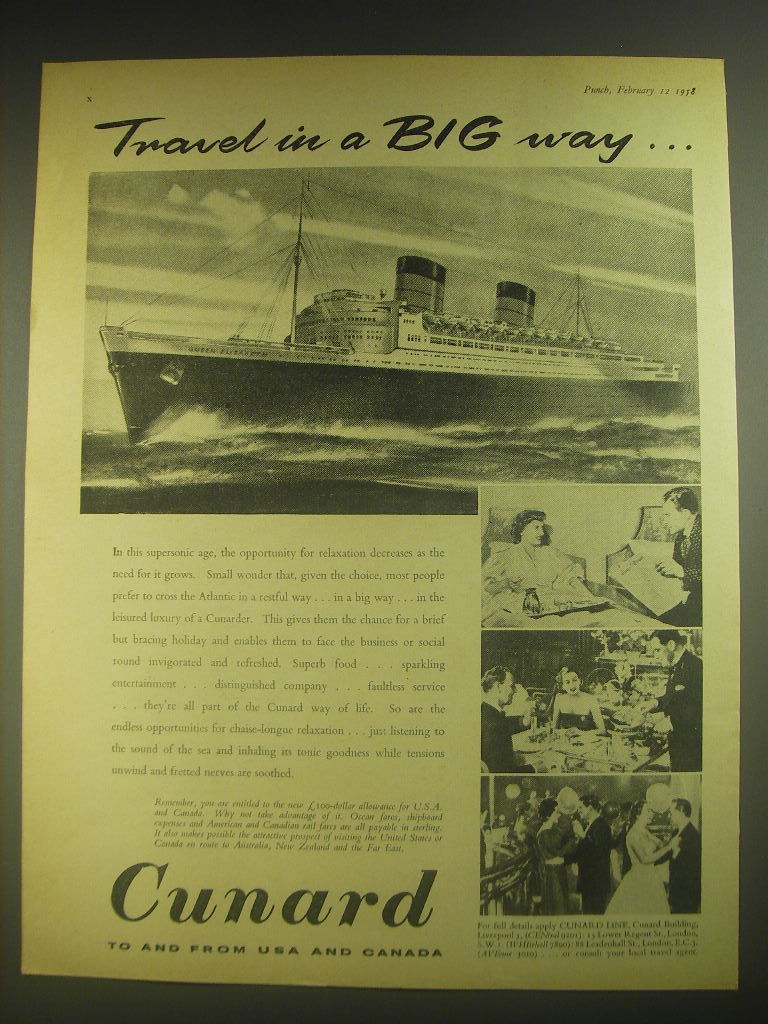 x
Punch, February 12 1958
Travel in a BIG way...
QUEEN ELIZABETH
In this supersonic age, the opportunity for relaxation decreases as the
need for it grows. Small wonder that, given the choice, most people
prefer to cross the Atlantic in a restful way . . . in a big way . . . in the
leisured luxury of a Cunarder. This gives them the chance for a brief
but bracing holiday and enables them to face the business or social
round invigorated and refreshed. Superb food . . . sparkling
entertainment . . . distinguished company . . . faultless service
. . . they're all part of the Cunard way of life. So are the
endless opportunities for chaise-longue relaxation . . . just listening to
the sound of the sea and inhaling its tonic goodness while tensions
unwind and fretted nerves are soothed.
Remember, you are entitled to the new £100-dollar allowance for U.S.A.
and Canada. Why not take advantage of it. Ocean fares, shipboard
expenses and American and Canadian rail fares are all payable in sterling.
It also makes possible the attractive prospect of visiting the United States or
Canada en route to Australia, New Zealand and the Far East.
Cunard
TO AND FROM USA AND CANADA
For full details apply CUNARD LINE, Cunard Building,
Liverpool 3, (CENtral 9201). 15 Lower Regent St., London,
S.W.1. (WHItehall 7890) 88 Leadenhall St., London, E.C.3.
(AVEnue 3010) . . . or consult your local travel agent.